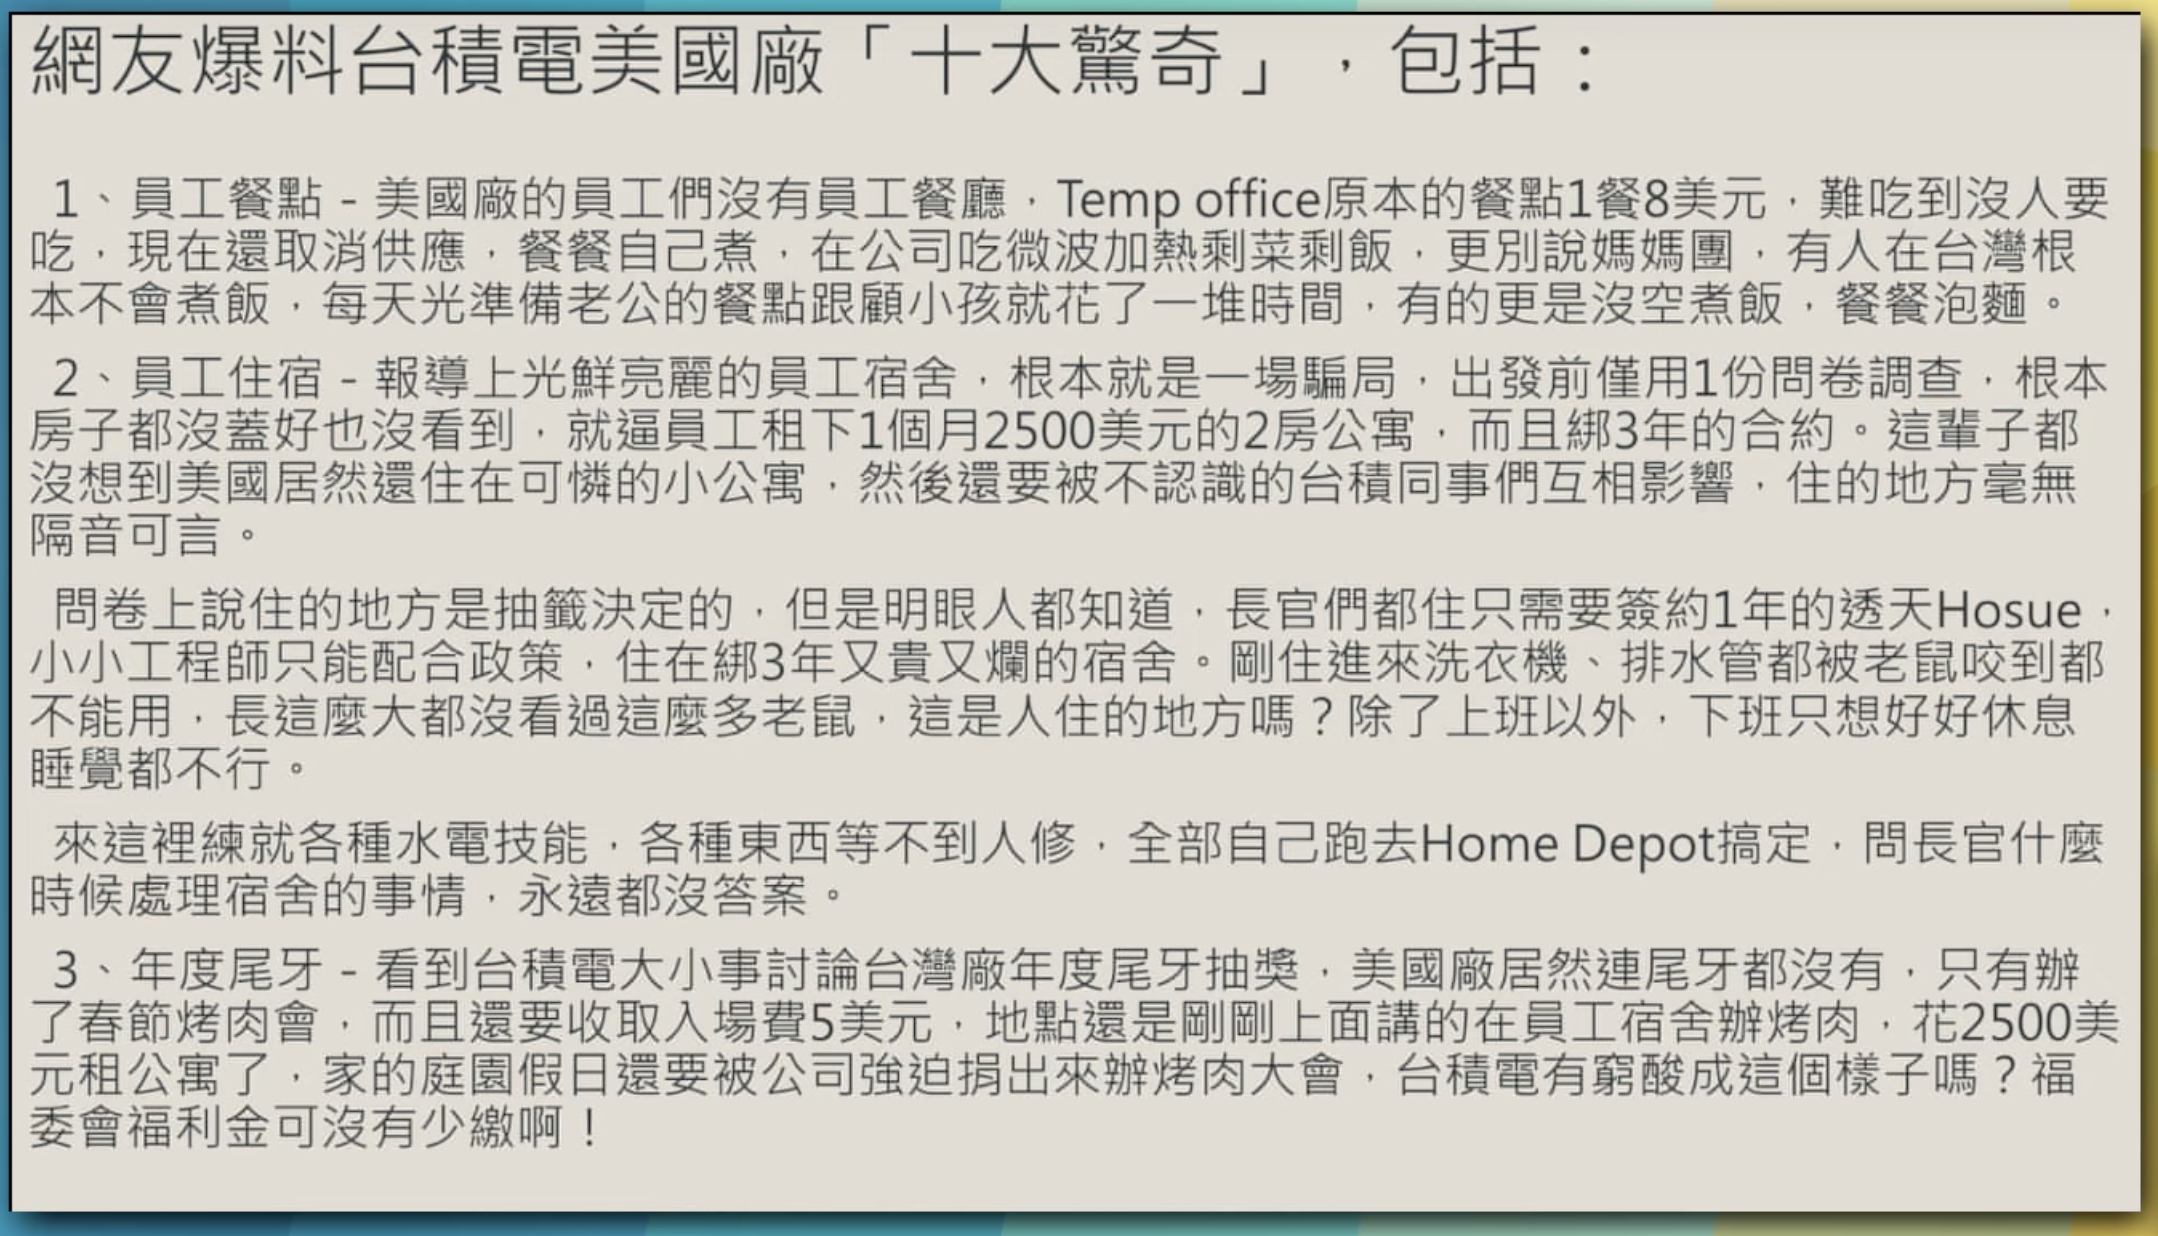 網友爆料台積電美國廠「十大驚奇」，包括：
1、員工餐點 - 美國廠的員工們沒有員工餐廳，Temp office原本的餐點1餐8美元，難吃到沒人要
吃，現在還取消供應，餐餐自己煮，在公司吃微波加熱剩菜剩飯，更別說媽媽團，有人在台灣根
本不會煮飯，每天光準備老公的餐點跟顧小孩就花了一堆時間，有的更是沒空煮飯，餐餐泡麵。
2、員工住宿 - 報導上光鮮亮麗的員工宿舍，根本就是一場騙局，出發前僅用1份問卷調查，根本
房子都沒蓋好也沒看到，就逼員工租下1個月2500美元的2房公寓，而且綁3年的合約。這輩子都
沒想到美國居然還住在可憐的小公寓，然後還要被不認識的台積同事們互相影響，住的地方毫無
隔音可言。
問卷上說住的地方是抽籤決定的，但是明眼人都知道，長官們都住只需要簽約1年的透天Hosue，
小小工程師只能配合政策，住在綁3年又貴又爛的宿舍。剛住進來洗衣機、排水管都被老鼠咬到都
不能用，長這麼大都沒看過這麼多老鼠，這是人住的地方嗎？除了上班以外，下班只想好好休息
睡覺都不行。
來這裡練就各種水電技能，各種東西等不到人修，全部自己跑去Home Depot搞定，問長官什麼
時候處理宿舍的事情，永遠都沒答案。
3、年度尾牙 - 看到台積電大小事討論台灣廠年度尾牙抽獎，美國廠居然連尾牙都沒有，只有辦
了春節烤肉會，而且還要收取入場費5美元，地點還是剛剛上面講的在員工宿舍辦烤肉，花2500美
元租公寓了，家的庭園假日還要被公司強迫捐出來辦烤肉大會，台積電有窮酸成這個樣子嗎？福
委會福利金可沒有少繳啊！